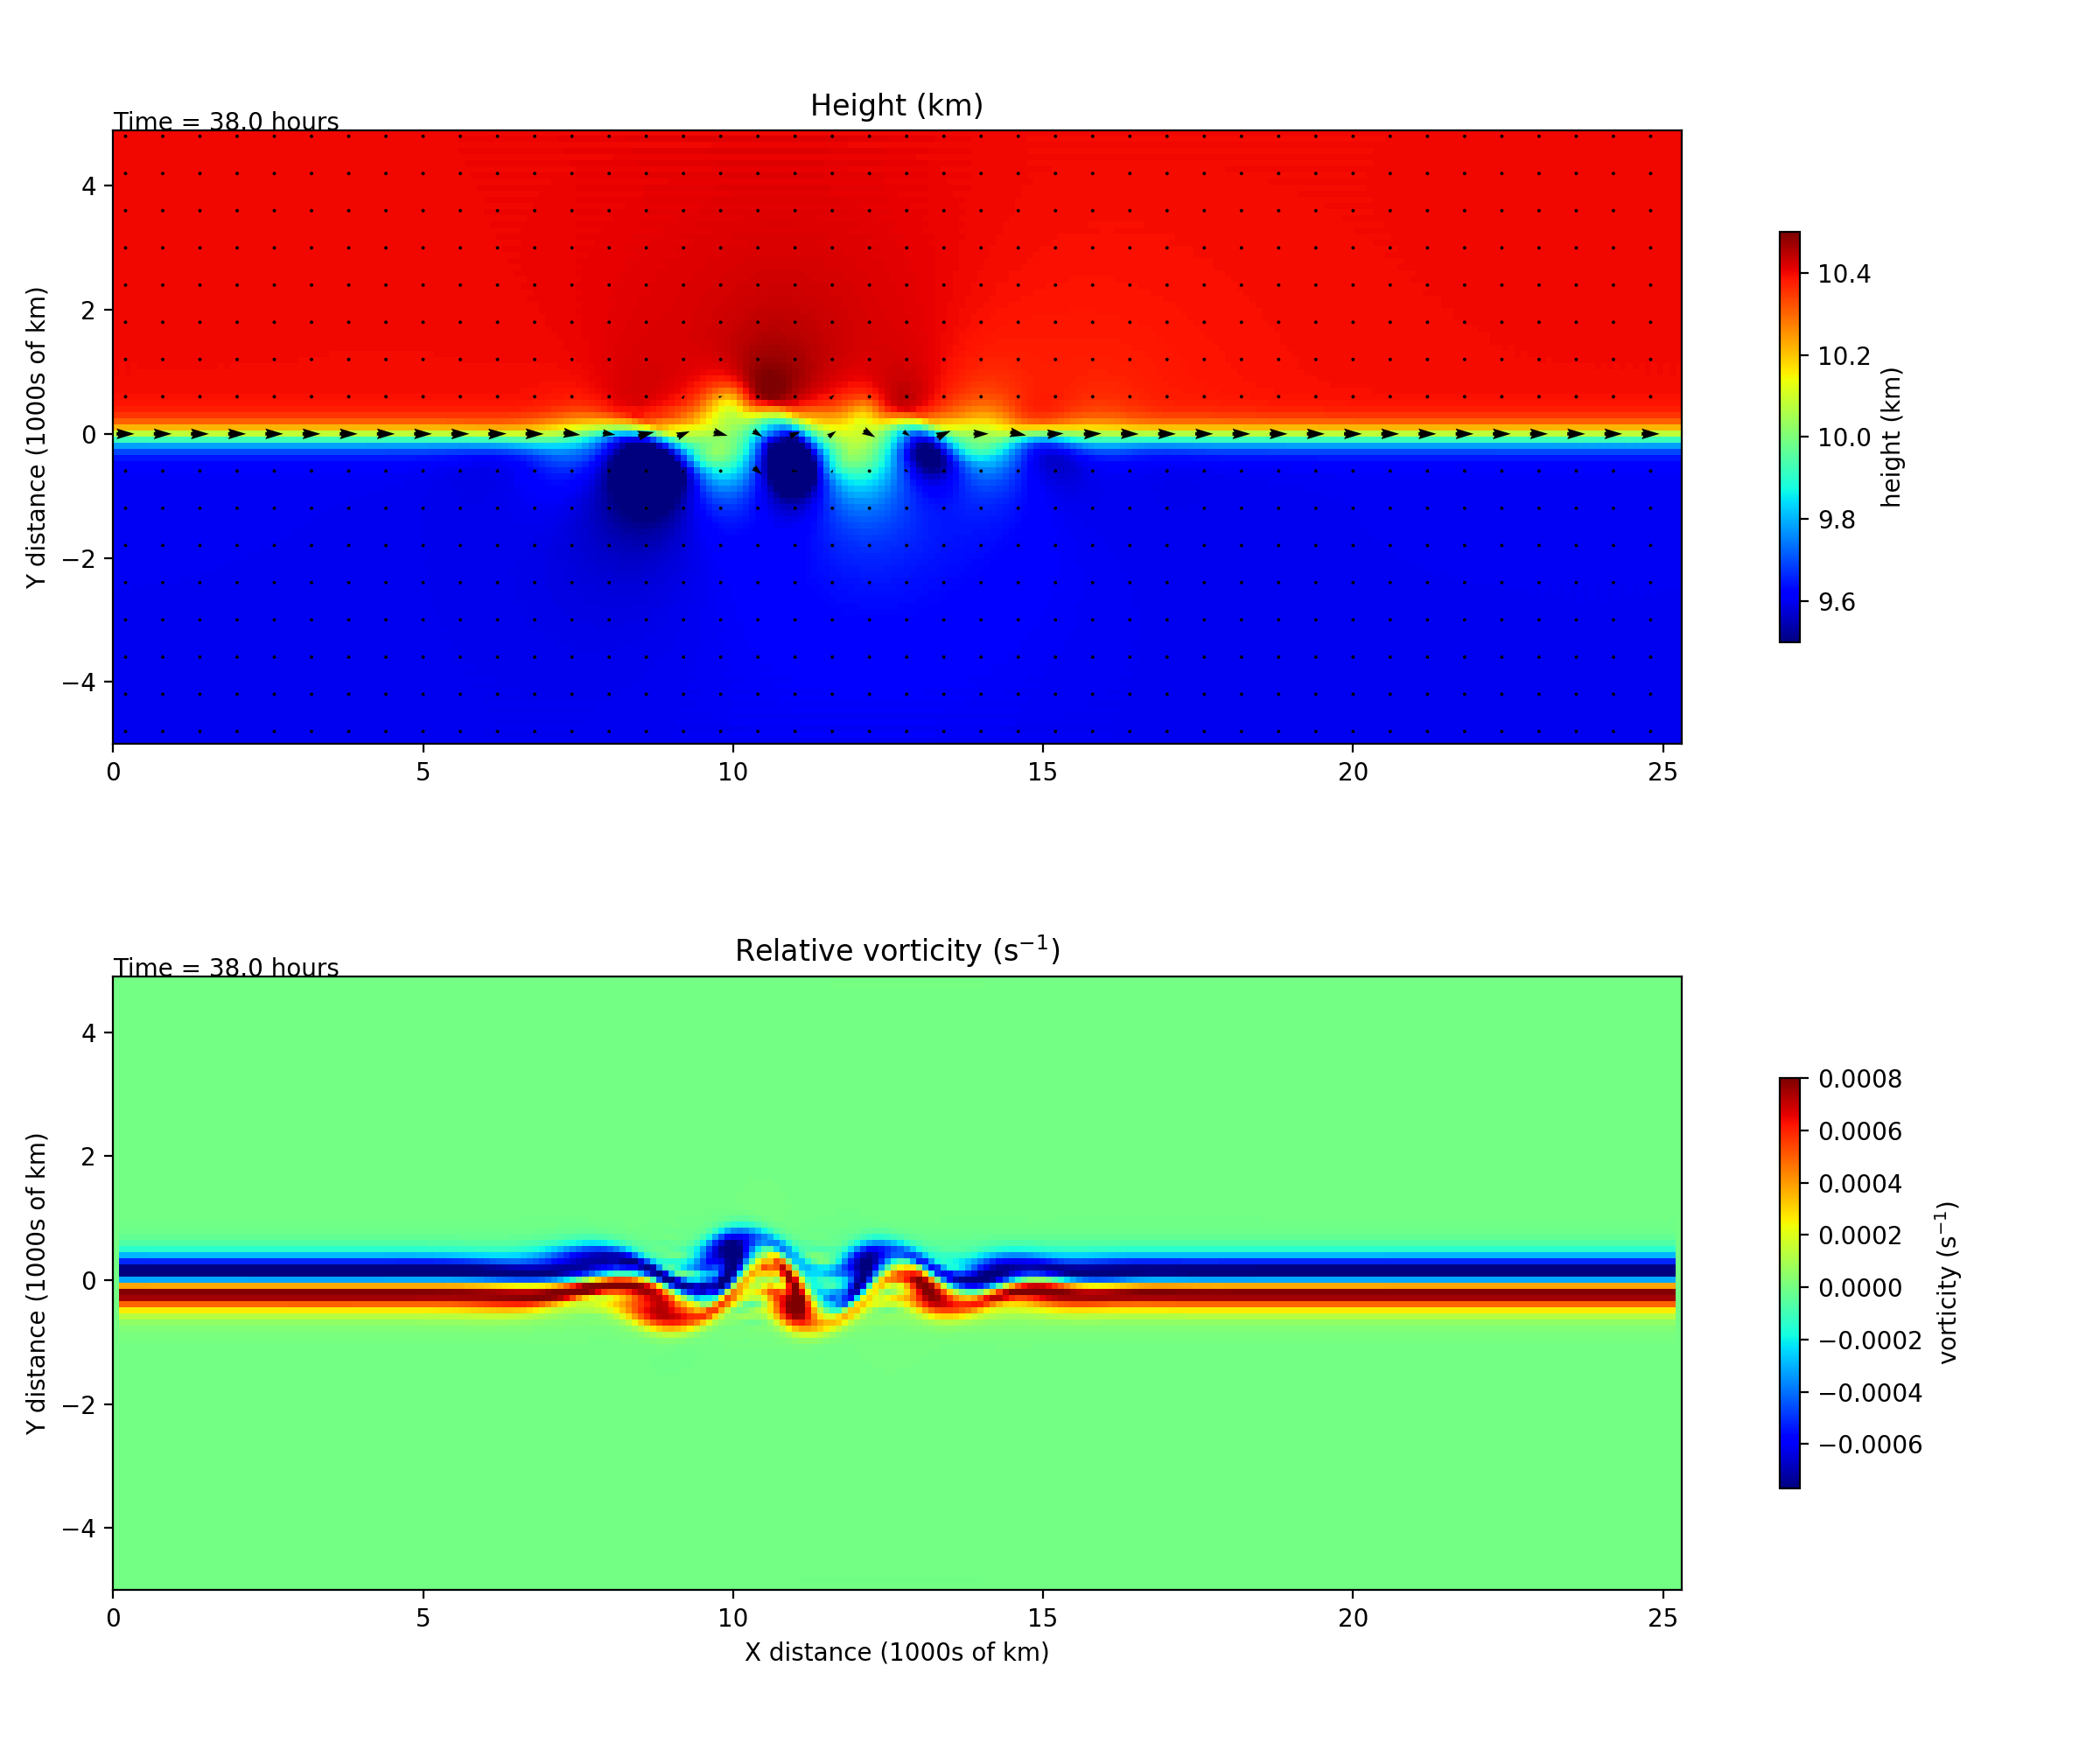 Height (km)
Time = 38.0 hours
Y distance (1000s of km)
4
2
0
−2
−4
0 5 10 15 20 25
10.4
10.2
10.0
9.8
9.6
height (km)
Relative vorticity (s⁻¹)
Time = 38.0 hours
Y distance (1000s of km)
4
2
0
−2
−4
0 5 10 15 20 25
X distance (1000s of km)
0.0008
0.0006
0.0004
0.0002
0.0000
−0.0002
−0.0004
−0.0006
vorticity (s⁻¹)